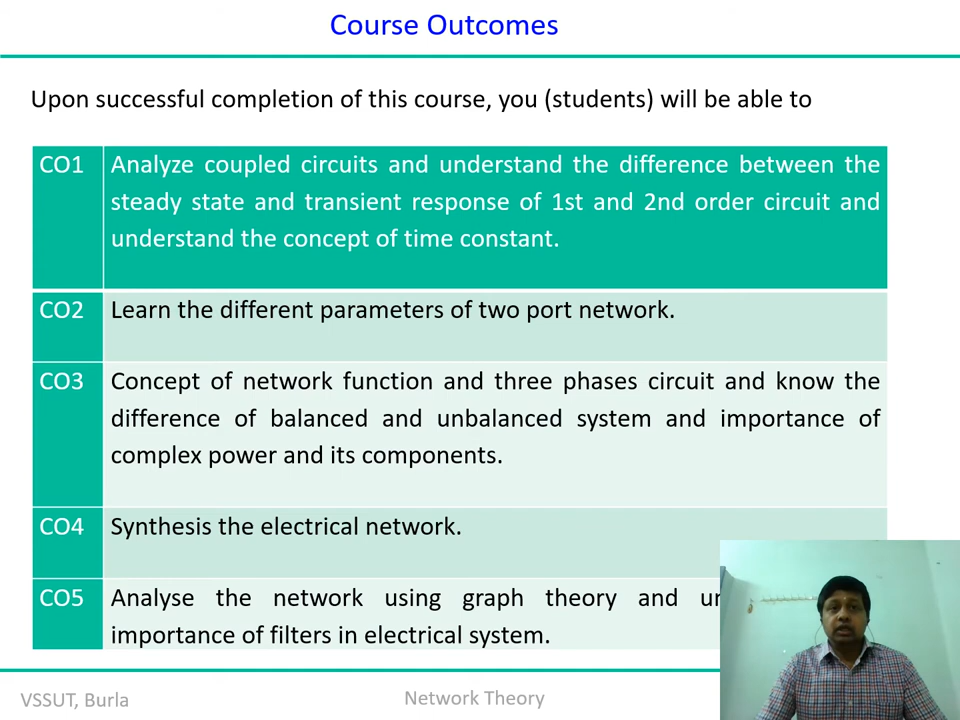 Course Outcomes
Upon successful completion of this course, you (students) will be able to
CO1 Analyze coupled circuits and understand the difference between the
steady state and transient response of 1st and 2nd order circuit and
understand the concept of time constant.
CO2 Learn the different parameters of two port network.
CO3 Concept of network function and three phases circuit and know the
difference of balanced and unbalanced system and importance of
complex power and its components.
CO4 Synthesis the electrical network.
CO5 Analyse the network using graph theory and
importance of filters in electrical system.
VSSUT, Burla Network Theory